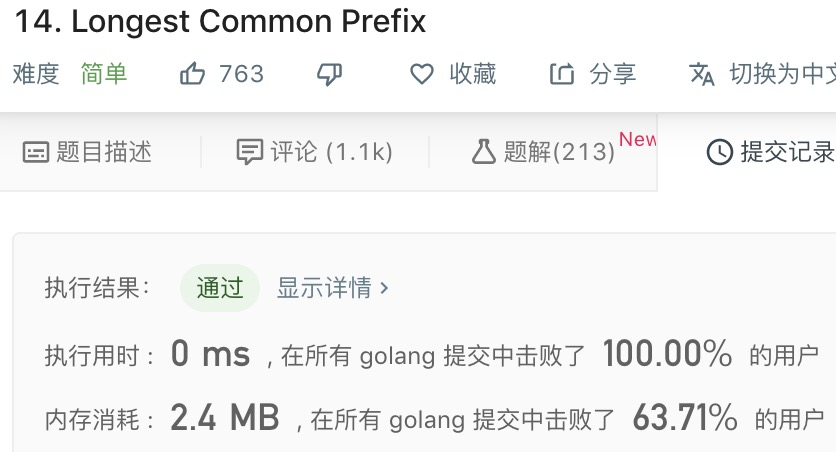 14. Longest Common Prefix
难度 简单 763 收藏 分享 切换为中文
题目描述 评论 (1.1k) 题解(213) New 提交记录
执行结果： 通过 显示详情 ›
执行用时 : 0 ms , 在所有 golang 提交中击败了 100.00% 的用户
内存消耗 : 2.4 MB , 在所有 golang 提交中击败了 63.71% 的用户